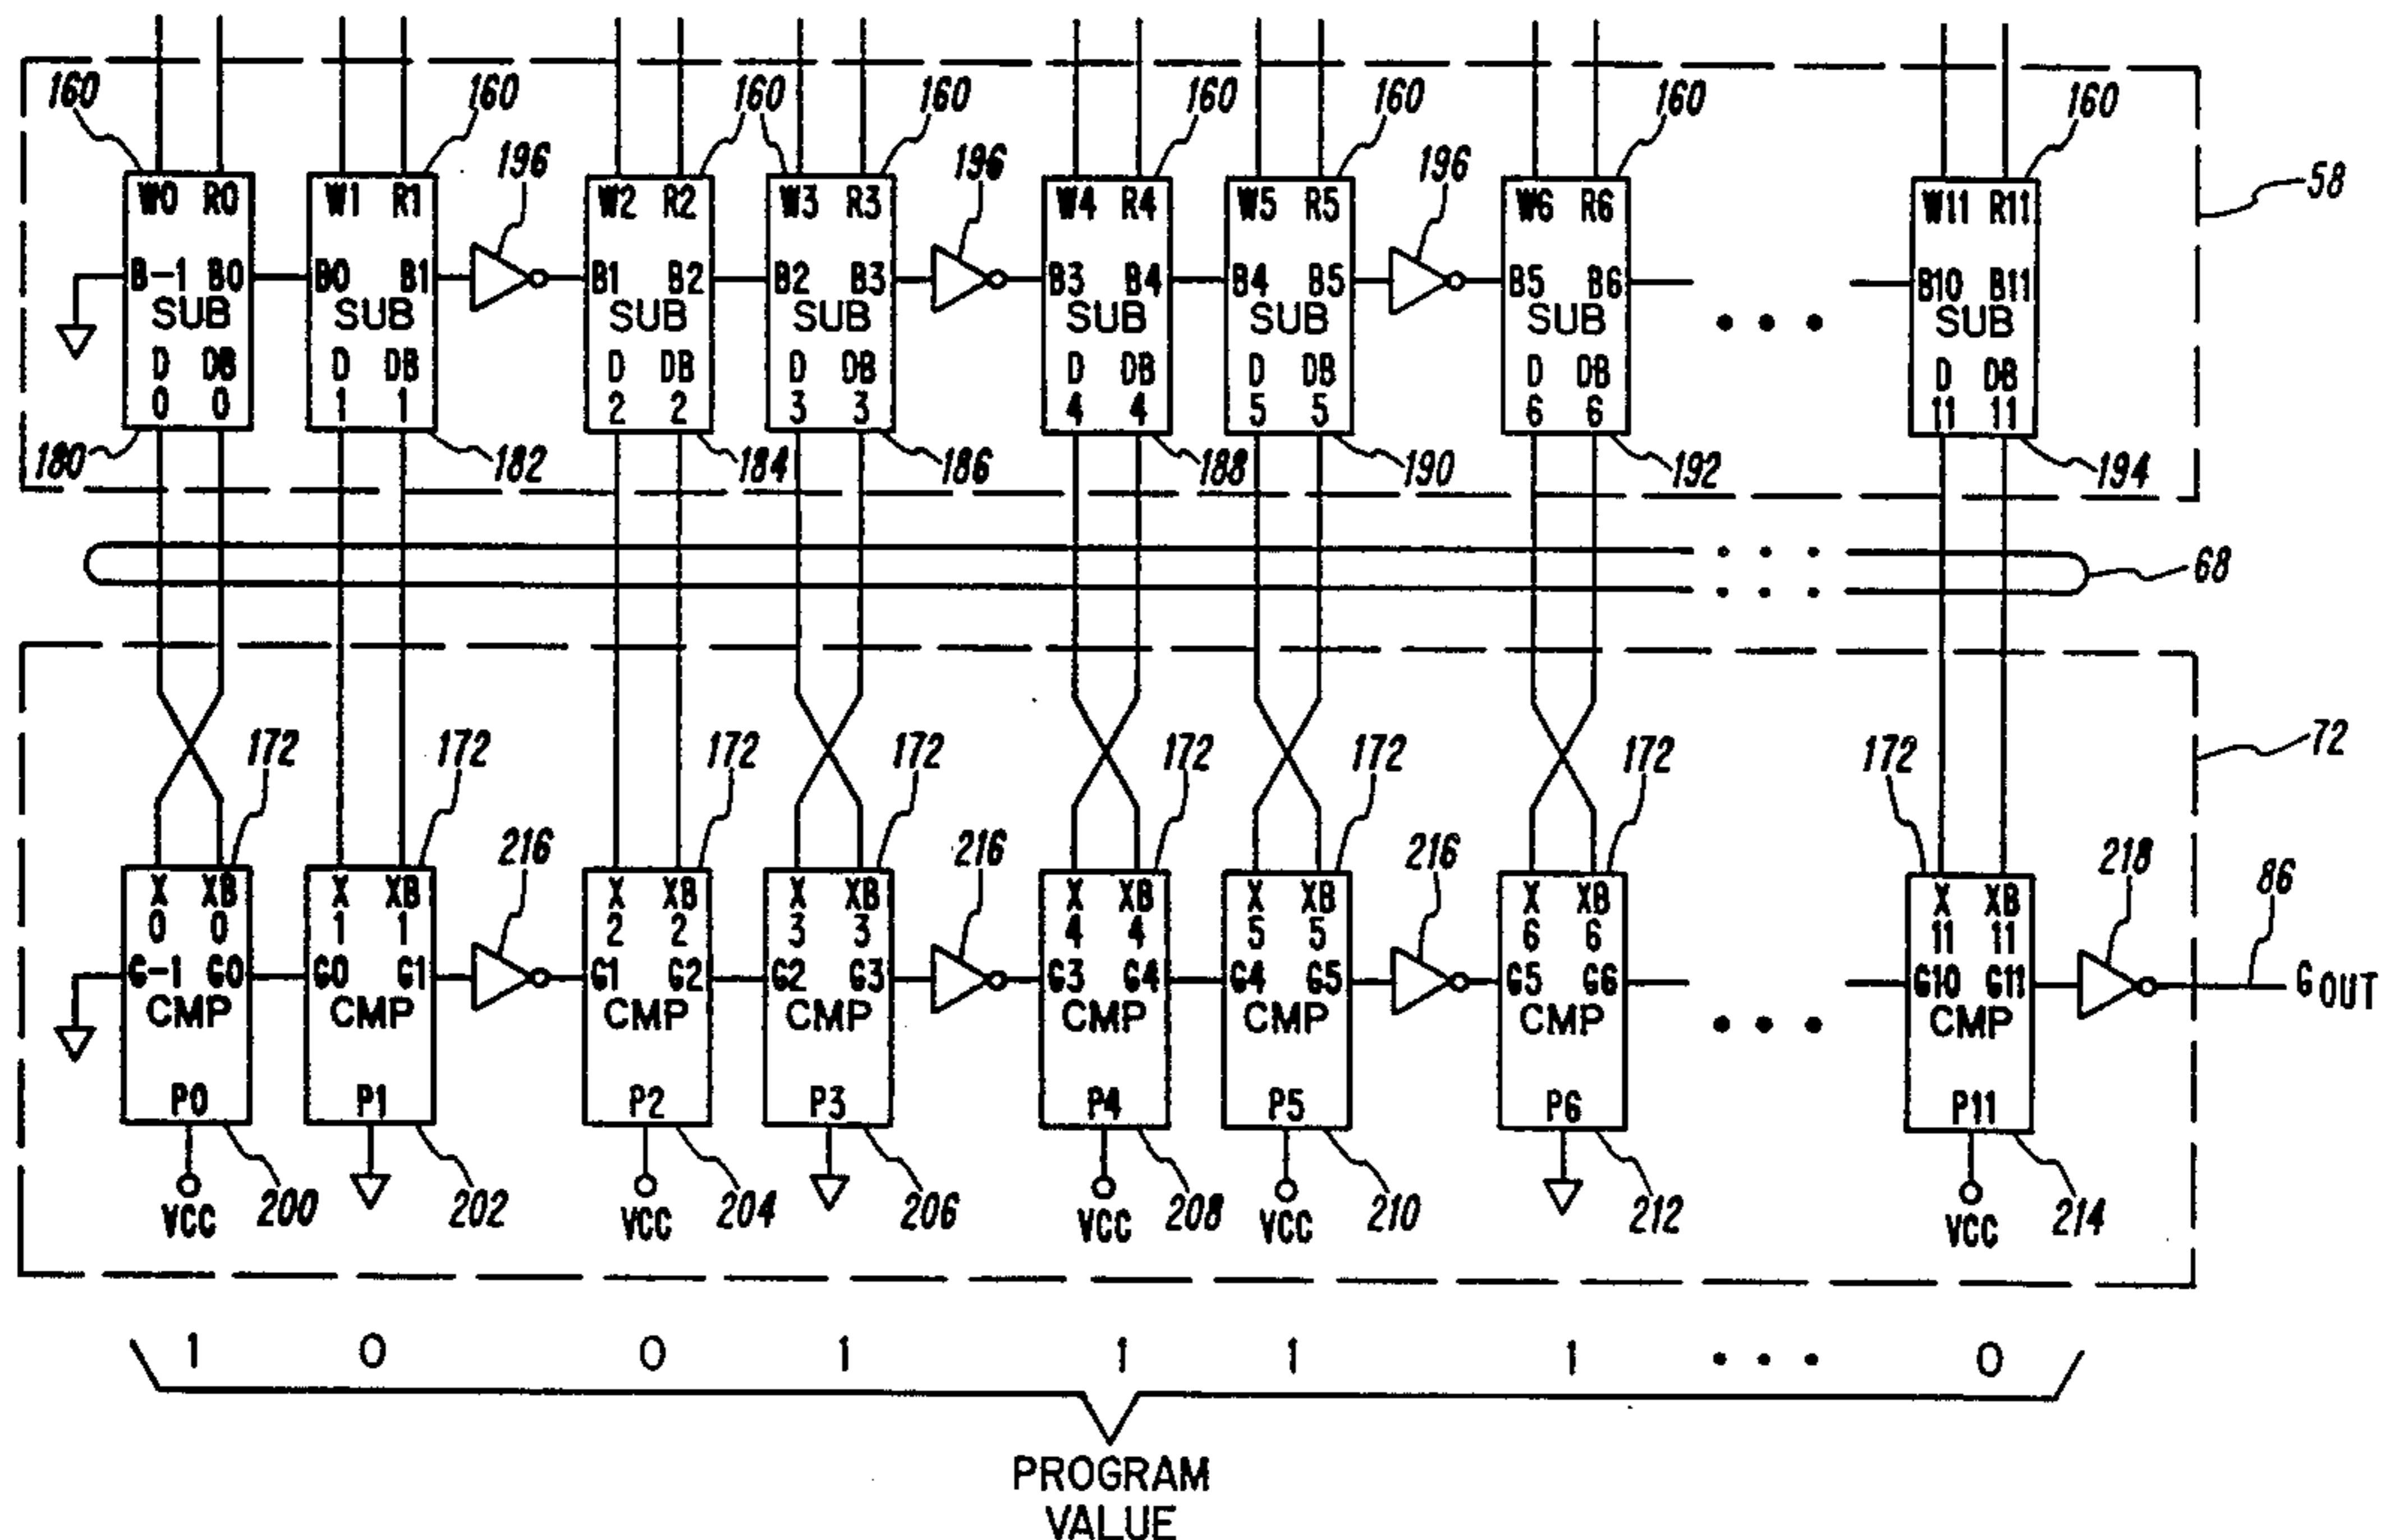 160 160 160 160 160 160 160 160
196 196 196
58
W0 R0 W1 R1 W2 R2 W3 R3 W4 R4 W5 R5 W6 R6 W11 R11
B-1 B0 B0 B1 B1 B2 B2 B3 B3 B4 B4 B5 B5 B6 B10 B11
SUB SUB SUB SUB SUB SUB SUB • • • SUB
D DB D DB D DB D DB D DB D DB D DB D DB
0 0 1 1 2 2 3 3 4 4 5 5 6 6 11 11
180 182 184 186 188 190 192 194
68
72
172 172 172 172 172 172 172 172
216 216 216 218 86
X XB X XB X XB X XB X XB X XB X XB X XB
0 0 1 1 2 2 3 3 4 4 5 5 6 6 11 11
G-1 G0 G0 G1 G1 G2 G2 G3 G3 G4 G4 G5 G5 G6 G10 G11 GOUT
CMP CMP CMP CMP CMP CMP CMP • • • CMP
P0 P1 P2 P3 P4 P5 P6 P11
VCC 200 202 VCC 204 206 VCC 208 VCC 210 212 VCC 214
1 0 0 1 1 1 1 • • • 0
PROGRAM
VALUE